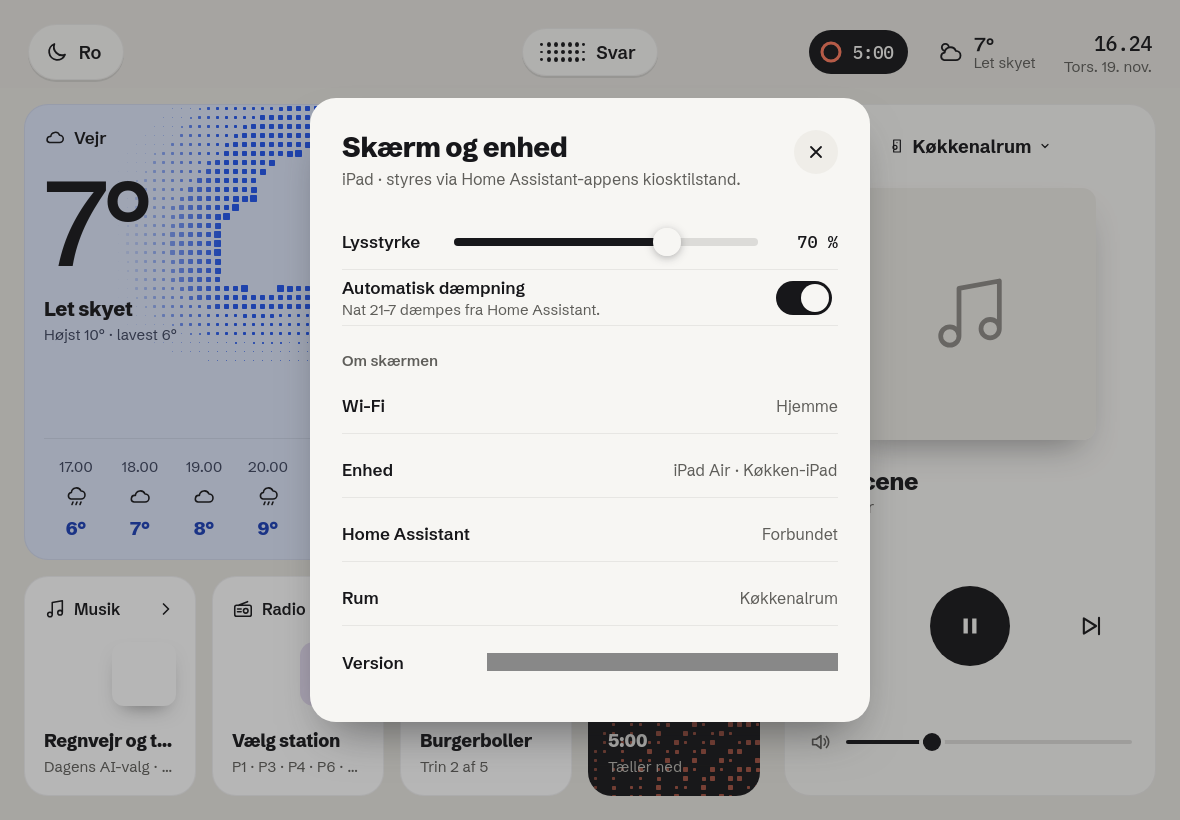 Ro
Svar
5:00
7°
Let skyet
16.24
Tors. 19. nov.
Vejr
7°
Let skyet
Højst 10° · lavest 6°
17.00 18.00 19.00 20.00
6° 7° 8° 9°
Skærm og enhed
iPad · styres via Home Assistant-appens kiosktilstand.
Lysstyrke 70 %
Automatisk dæmpning
Nat 21-7 dæmpes fra Home Assistant.
Om skærmen
Wi-Fi Hjemme
Enhed iPad Air · Køkken-iPad
Home Assistant Forbundet
Rum Køkkenalrum
Version
Køkkenalrum
Musik
Regnvejr og t...
Dagens AI-valg · ...
Radio
Vælg station
P1 · P3 · P4 · P6 · ...
Burgerboller
Trin 2 af 5
5:00
Tæller ned